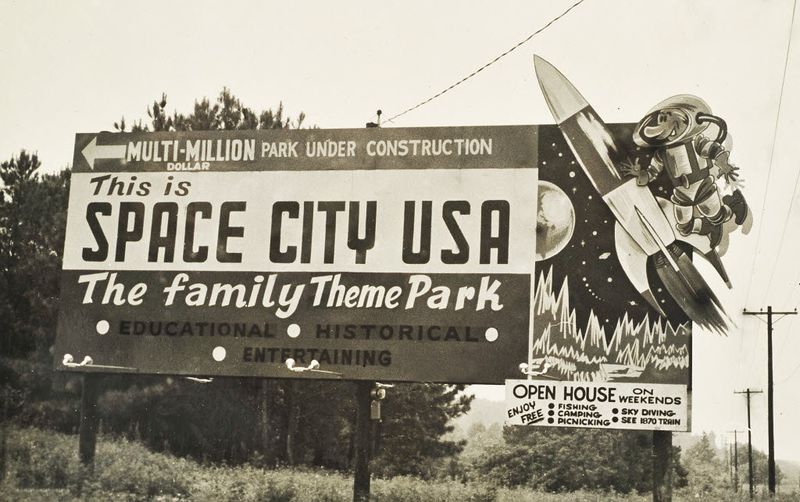 MULTI-MILLION PARK UNDER CONSTRUCTION
DOLLAR
This is
SPACE CITY USA
The family Theme Park
EDUCATIONAL HISTORICAL
ENTERTAINING
OPEN HOUSE ON WEEKENDS
ENJOY FREE
FISHING
CAMPING
PICNICKING
SKY DIVING
SEE 1870 TRAIN